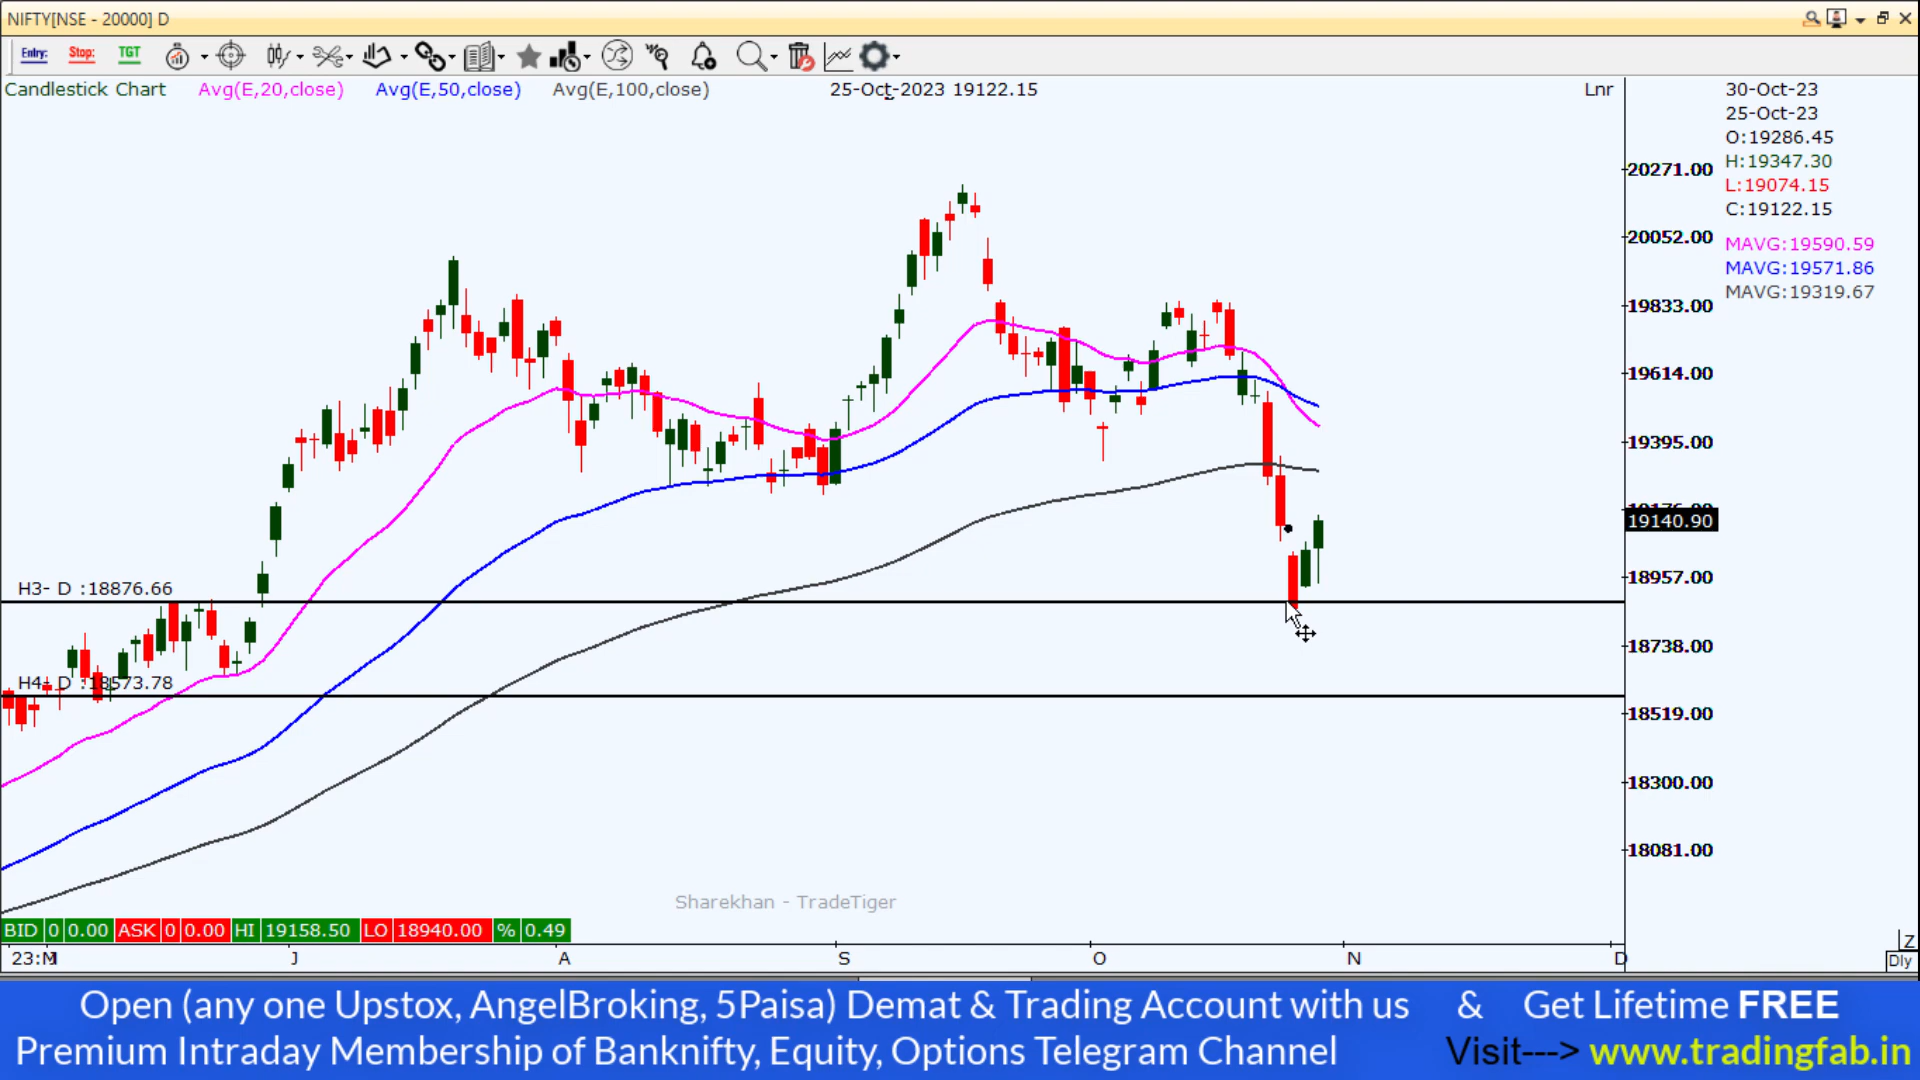 NIFTY[NSE - 20000] D
Entry: Stop: TGT
Candlestick Chart Avg(E,20,close) Avg(E,50,close) Avg(E,100,close) 25-Oct-2023 19122.15 Lnr
30-Oct-23
25-Oct-23
O:19286.45
H:19347.30
L:19074.15
C:19122.15
MAVG:19590.59
MAVG:19571.86
MAVG:19319.67
20271.00
20052.00
19833.00
19614.00
19395.00
19140.90
18957.00
18738.00
18519.00
18300.00
18081.00
H3- D :18876.66
H4- D :18573.78
Sharekhan - TradeTiger
BID 0 0.00 ASK 0 0.00 HI 19158.50 LO 18940.00 % 0.49
Z
23:M J A S O N D
Dly
Open (any one Upstox, AngelBroking, 5Paisa) Demat & Trading Account with us & Get Lifetime FREE
Premium Intraday Membership of Banknifty, Equity, Options Telegram Channel Visit---> www.tradingfab.in